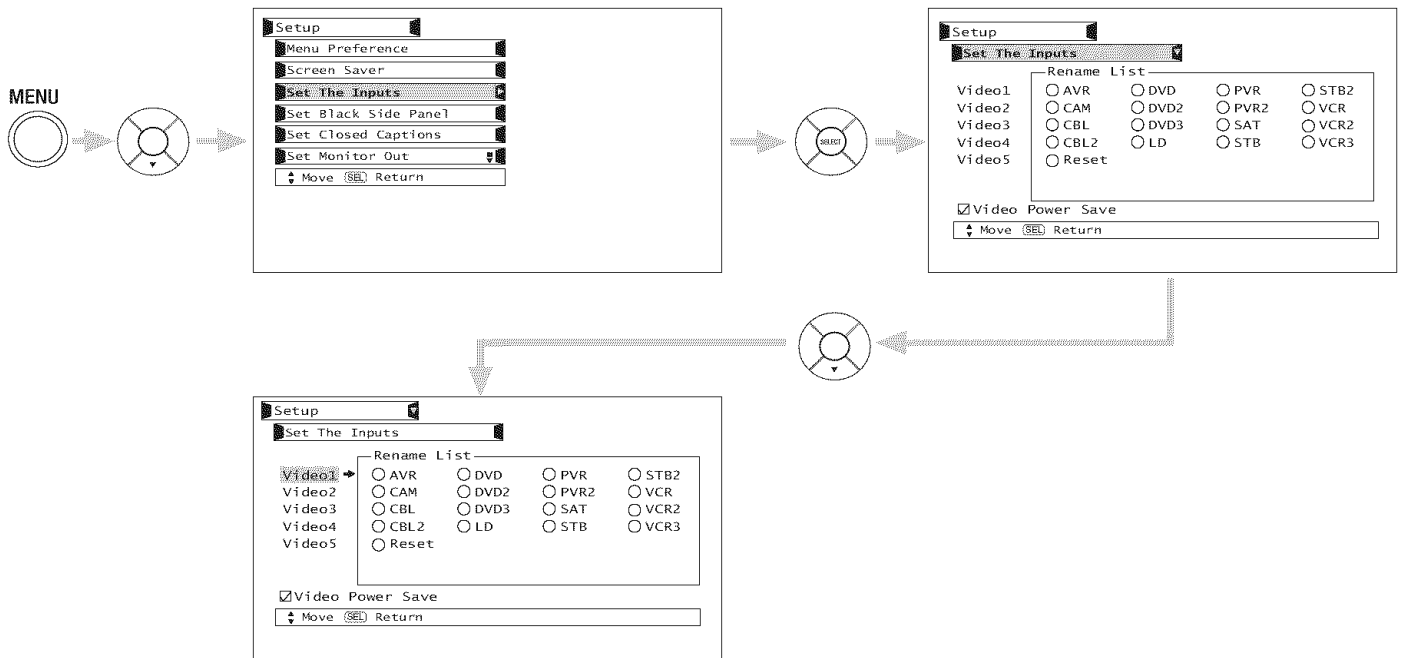 MENU
Setup
Menu Preference
Screen Saver
Set The Inputs
Set Black Side Panel
Set Closed Captions
Set Monitor Out
Move SEL Return
SELECT
Setup
Set The Inputs
Rename List
Video1 AVR DVD PVR STB2
Video2 CAM DVD2 PVR2 VCR
Video3 CBL DVD3 SAT VCR2
Video4 CBL2 LD STB VCR3
Video5 Reset
Video Power Save
Move SEL Return
Setup
Set The Inputs
Rename List
Video1 AVR DVD PVR STB2
Video2 CAM DVD2 PVR2 VCR
Video3 CBL DVD3 SAT VCR2
Video4 CBL2 LD STB VCR3
Video5 Reset
Video Power Save
Move SEL Return